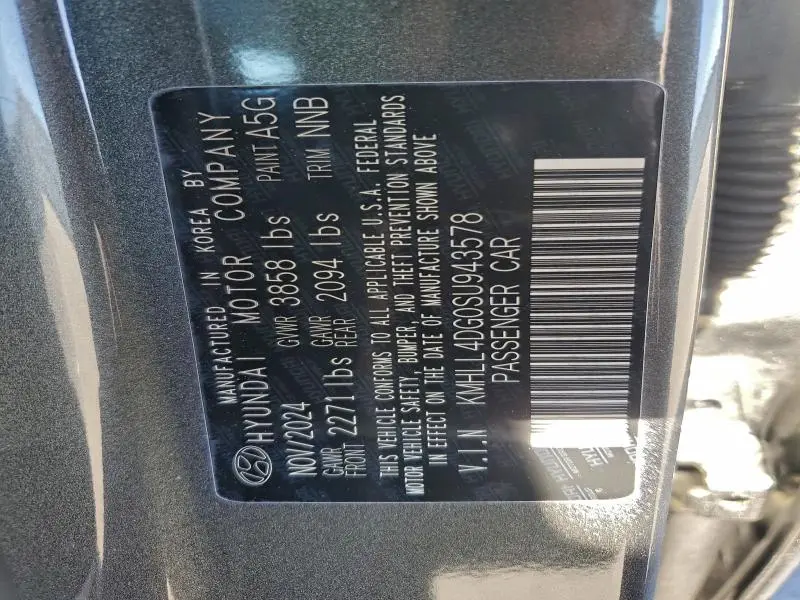 MANUFACTURED IN KOREA BY
HYUNDAI MOTOR COMPANY
NOV/2024 GVWR 3858 lbs PAINT A5G
GAWR FRONT 2271 lbs GAWR REAR 2094 lbs TRIM NNB
THIS VEHICLE CONFORMS TO ALL APPLICABLE U.S.A. FEDERAL
MOTOR VEHICLE SAFETY, BUMPER, AND THEFT PREVENTION STANDARDS
IN EFFECT ON THE DATE OF MANUFACTURE SHOWN ABOVE
V.I.N KMHLL4DG0SU943578
PASSENGER CAR